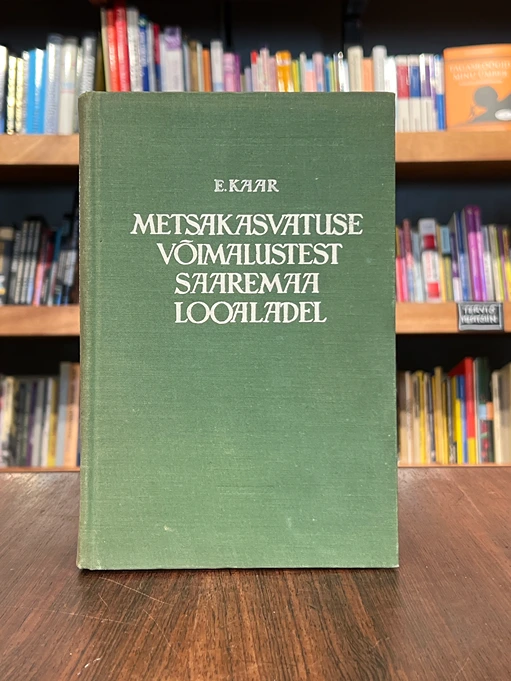 E. KAAR
METSAKASVATUSE
VÕIMALUSTEST
SAAREMAA
LOOALADEL